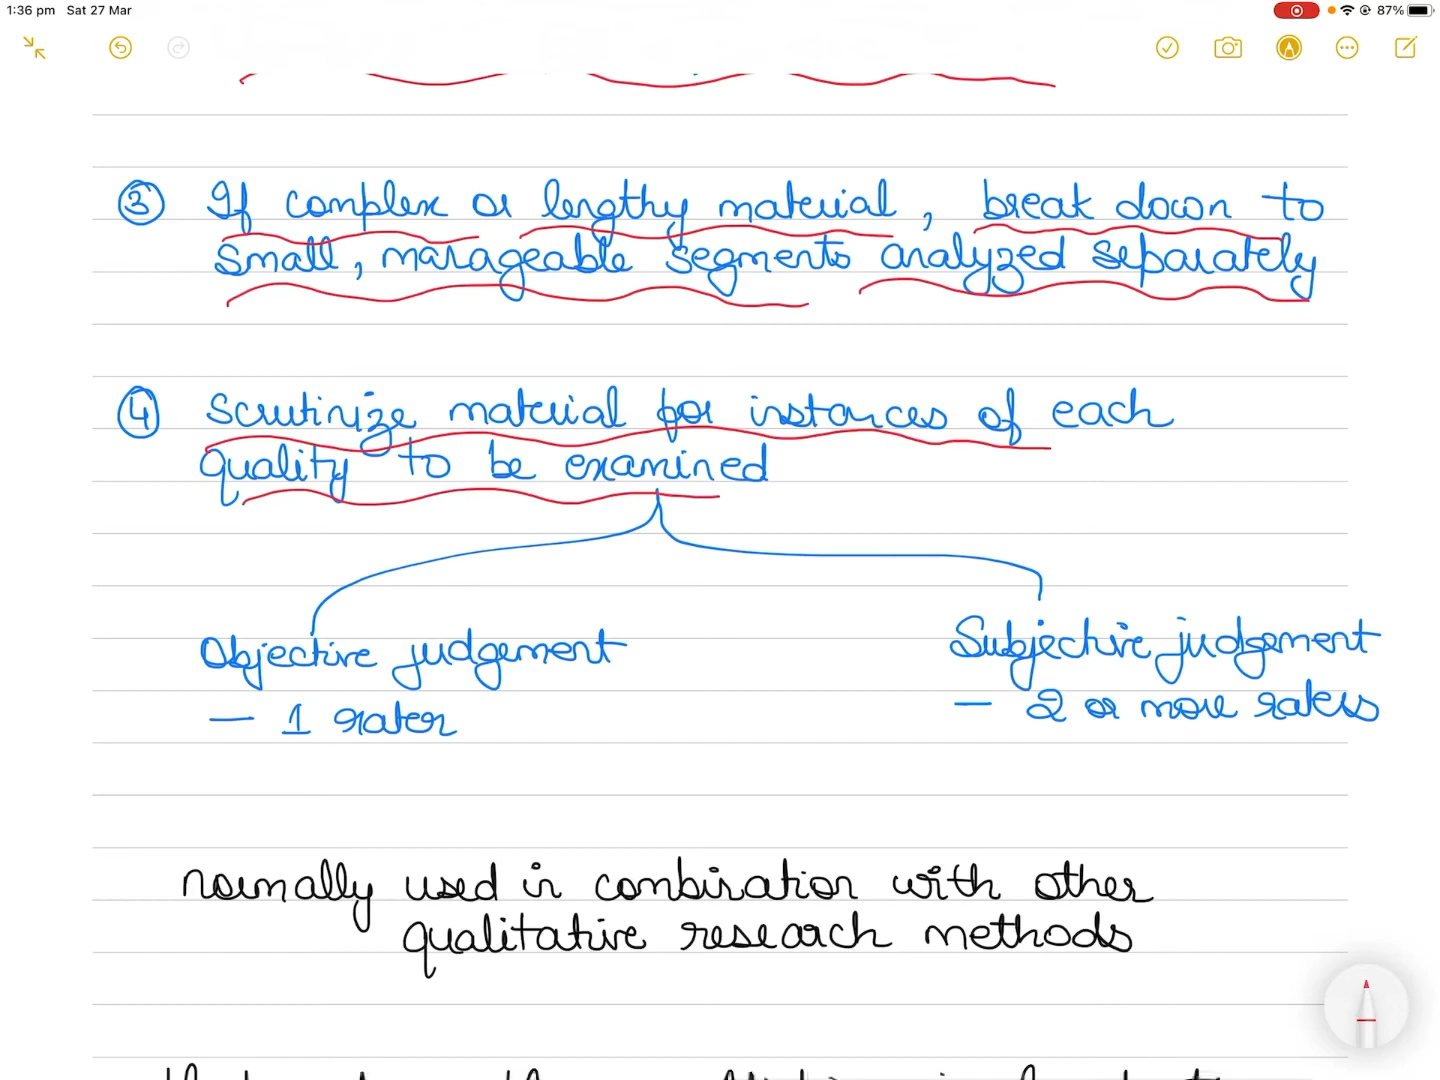 1:36 pm Sat 27 Mar 87%
③ If complex or lengthy material, break down to
small, manageable segments analyzed separately
④ Scrutinize material for instances of each
quality to be examined
Objective judgement
— 1 rater
Subjective judgement
— 2 or more raters
normally used in combination with other
qualitative research methods